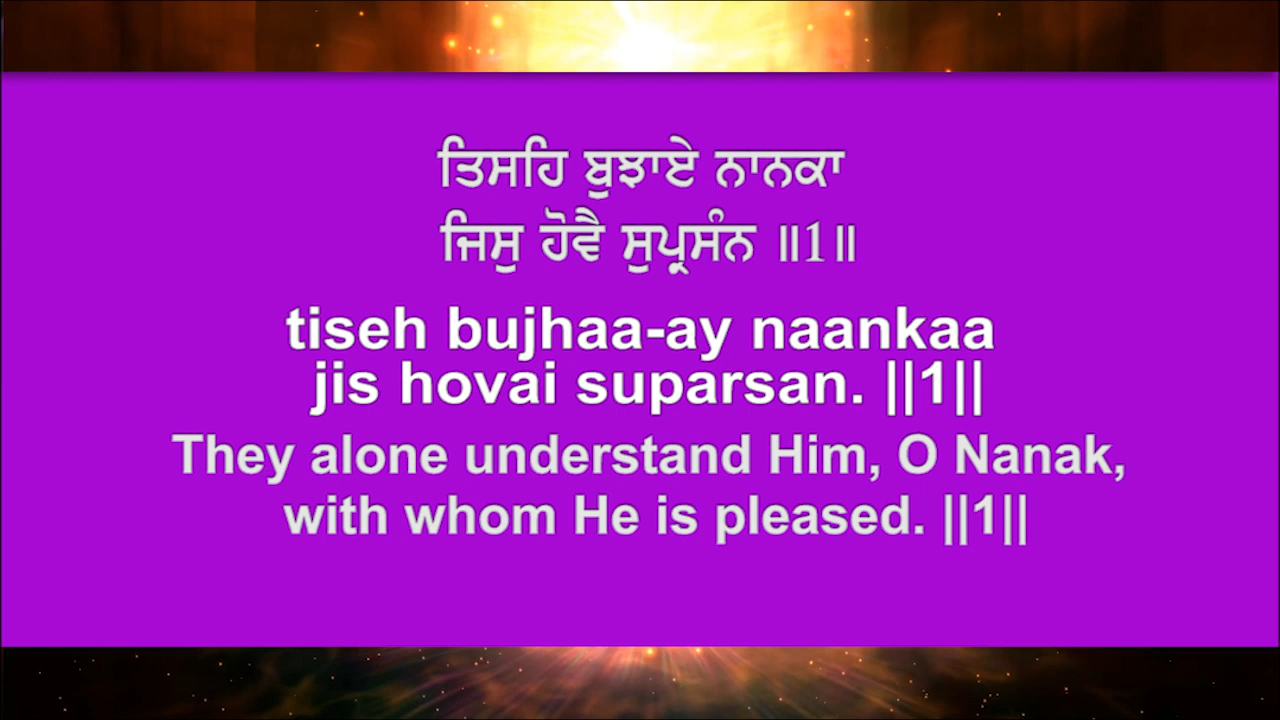 ਤਿਸਹਿ ਬੁਝਾਏ ਨਾਨਕਾ
ਜਿਸੁ ਹੋਵੈ ਸੁਪ੍ਰਸੰਨ ॥1॥
tiseh bujhaa-ay naankaa
jis hovai suparsan. ||1||
They alone understand Him, O Nanak,
with whom He is pleased. ||1||